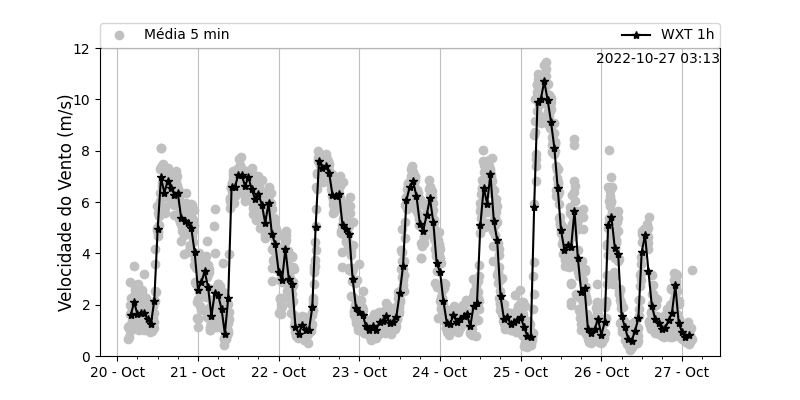 Média 5 min
WXT 1h
2022-10-27 03:13
Velocidade do Vento (m/s)
12
10
8
6
4
2
0
20 - Oct
21 - Oct
22 - Oct
23 - Oct
24 - Oct
25 - Oct
26 - Oct
27 - Oct